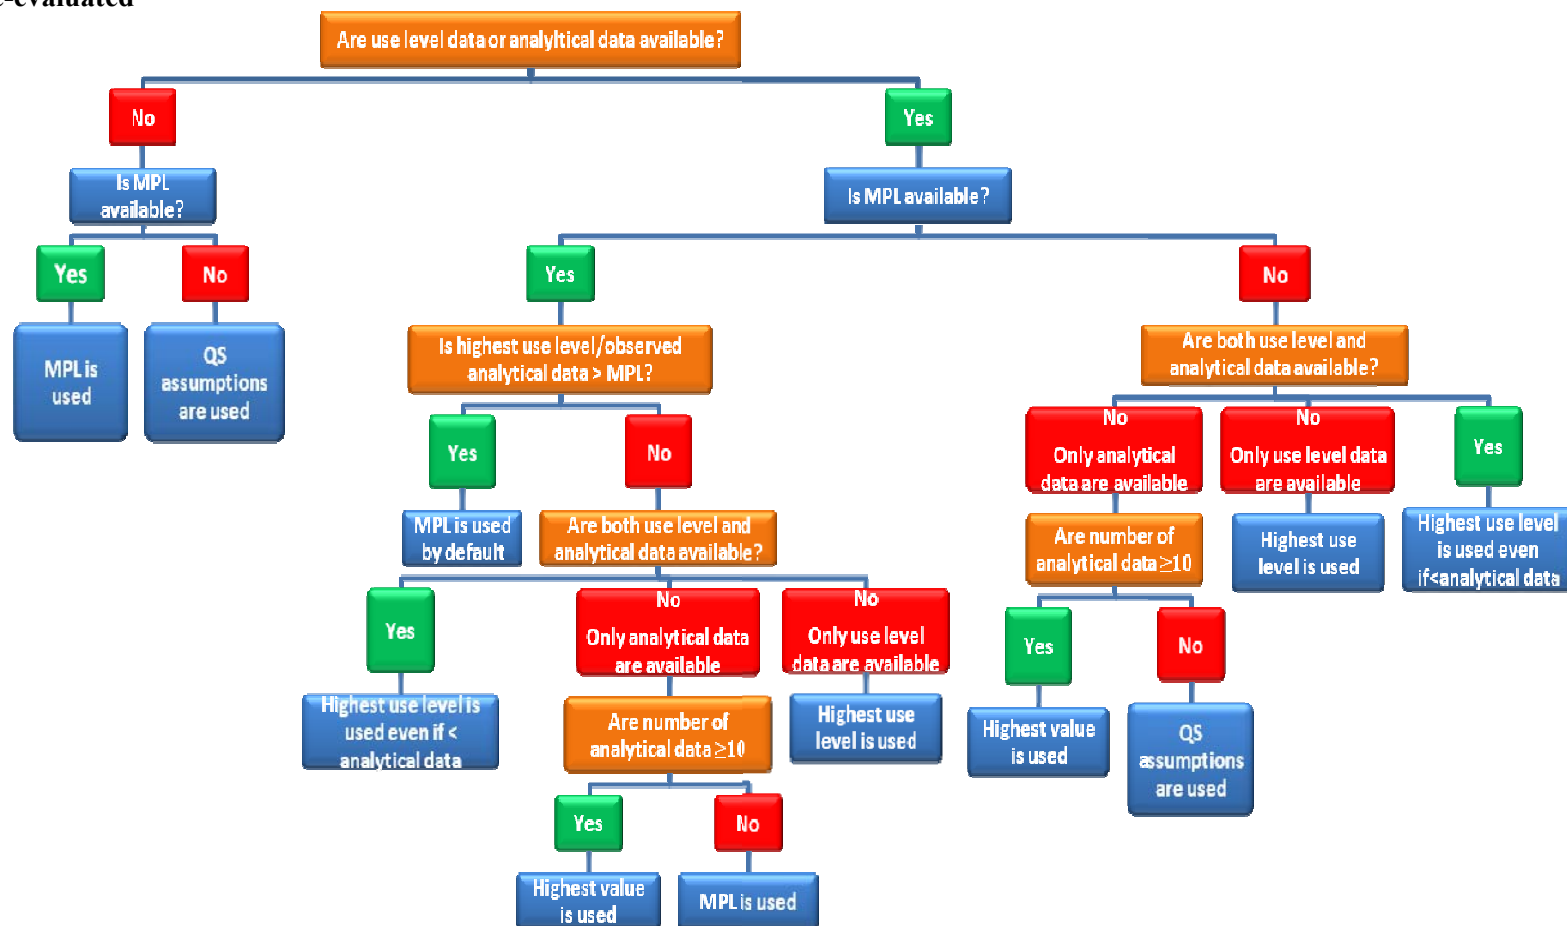 e-evaluated
Are use level data or analyltical data available?
No
Yes
Is MPL
available?
Is MPL available?
Yes
No
Yes
No
MPL is
used
QS
assumptions
are used
Is highest use level/observed
analytical data > MPL?
Are both use level and
analytical data available?
Yes
No
No
Only analytical
data are available
No
Only use level data
are available
Yes
MPL is used
by default
Are both use level and
analytical data available?
Are number of
analytical data ≥10
Highest use
level is used
Highest use level
is used even
if<analytical data
Yes
No
Only analytical data
are available
No
Only use level
data are available
Yes
No
Highest use level is
used even if <
analytical data
Are number of
analytical data ≥10
Highest use
level is used
Highest value
is used
QS
assumptions
are used
Yes
No
Highest value
is used
MPL is used